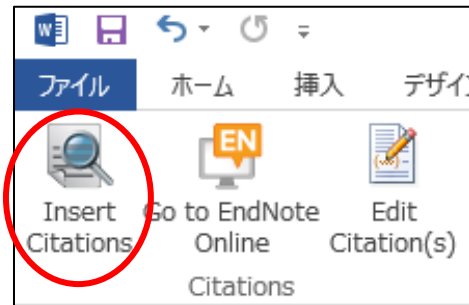 W
ファイル ホーム 挿入 デザイ
EN
Insert Citations
Go to EndNote Online
Edit Citation(s)
Citations